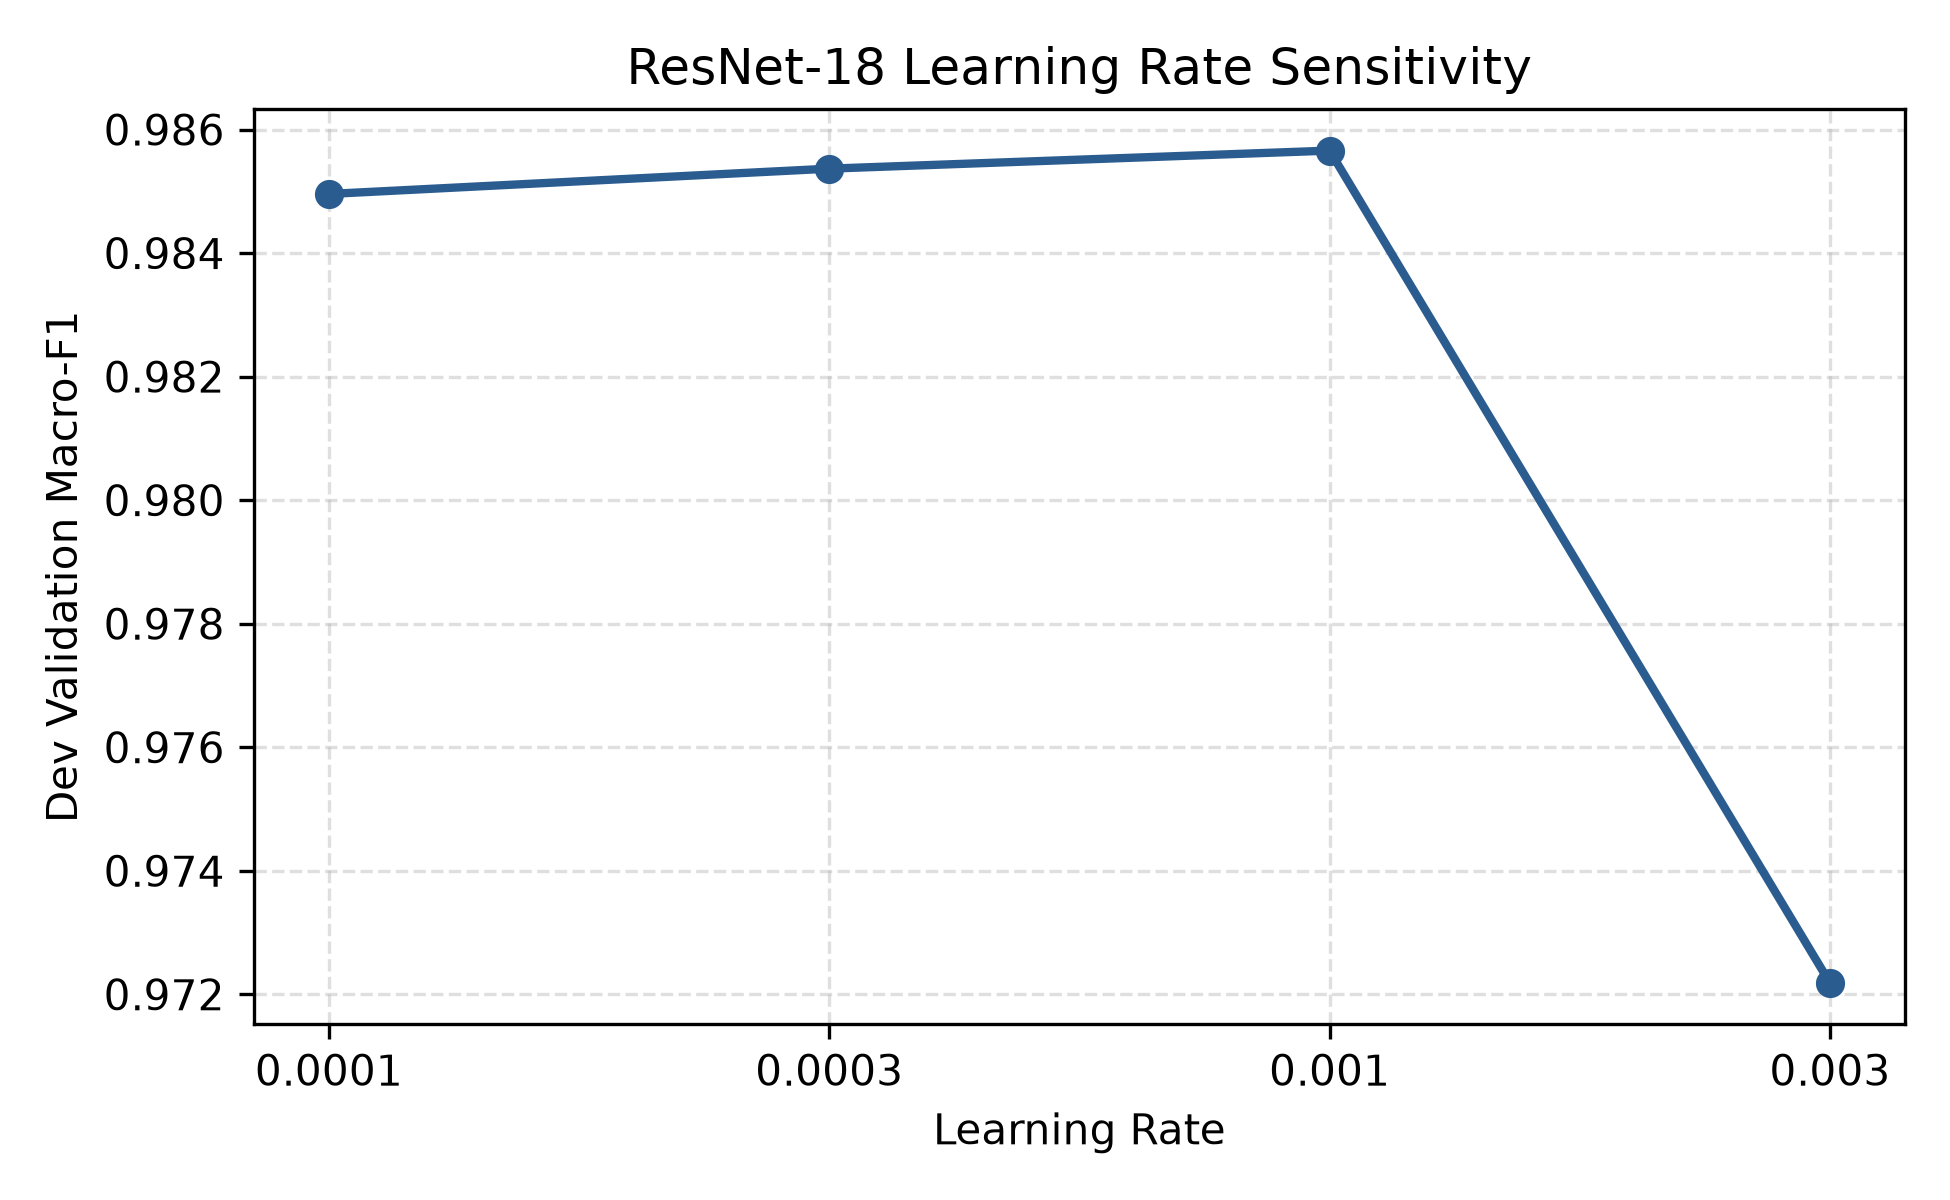 ResNet-18 Learning Rate Sensitivity
Dev Validation Macro-F1
0.986
0.984
0.982
0.980
0.978
0.976
0.974
0.972
0.0001 0.0003 0.001 0.003
Learning Rate